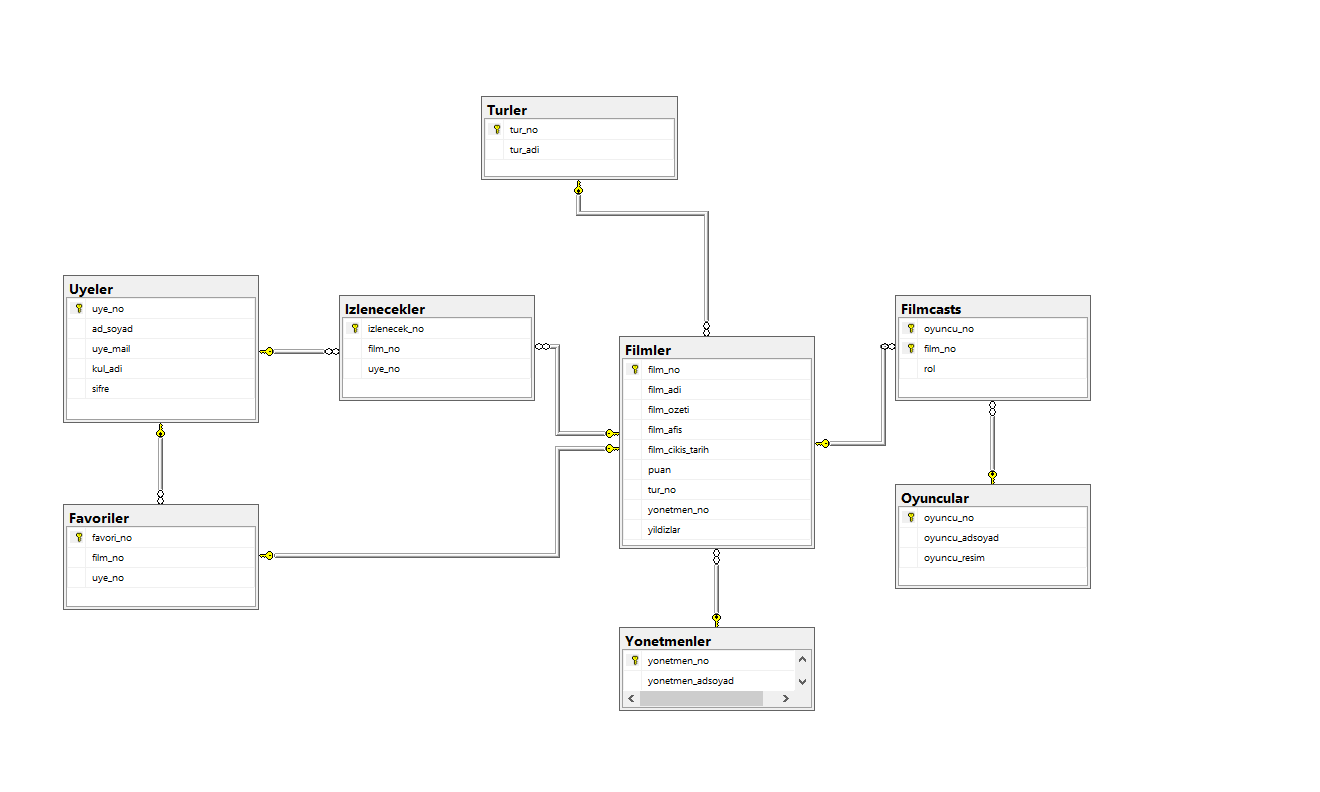 Turler
tur_no
tur_adi
Uyeler
uye_no
ad_soyad
uye_mail
kul_adi
sifre
Izlenecekler
izlenecek_no
film_no
uye_no
Filmler
film_no
film_adi
film_ozeti
film_afis
film_cikis_tarih
puan
tur_no
yonetmen_no
yildizlar
Filmcasts
oyuncu_no
film_no
rol
Favoriler
favori_no
film_no
uye_no
Oyuncular
oyuncu_no
oyuncu_adsoyad
oyuncu_resim
Yonetmenler
yonetmen_no
yonetmen_adsoyad